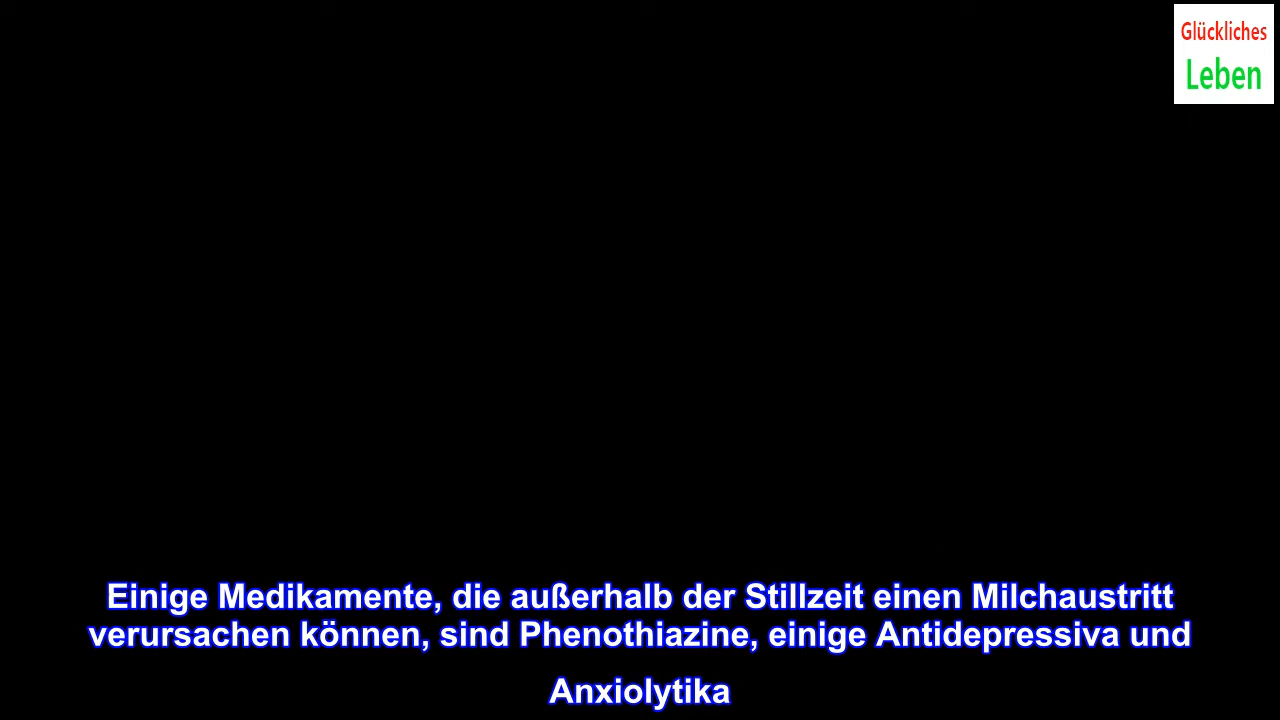 Glückliches
Leben
Einige Medikamente, die außerhalb der Stillzeit einen Milchaustritt
verursachen können, sind Phenothiazine, einige Antidepressiva und
Anxiolytika